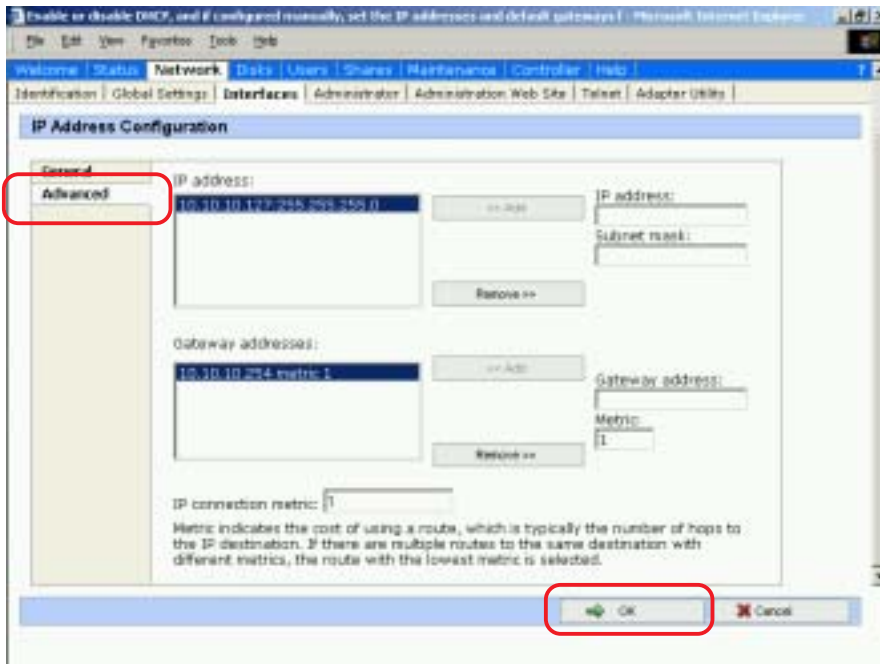 Enable or disable DHCP, and if configured manually, set the IP addresses and default gateways f - Microsoft Internet Explorer
File Edit View Favorites Tools Help
Welcome | Status | Network | Disks | Users | Shares | Maintenance | Controller | Help | ?
Identification | Global Settings | Interfaces | Administrator | Administration Web Site | Telnet | Adapter Utility |
IP Address Configuration
General
Advanced
IP address:
10.10.10.127:255.255.255.0
<< Add
IP address:
Subnet mask:
Remove >>
Gateway addresses:
10.10.10.254 metric 1
<< Add
Gateway address:
Metric:
1
Remove >>
IP connection metric: 1
Metric indicates the cost of using a route, which is typically the number of hops to
the IP destination. If there are multiple routes to the same destination with
different metrics, the route with the lowest metric is selected.
OK
Cancel